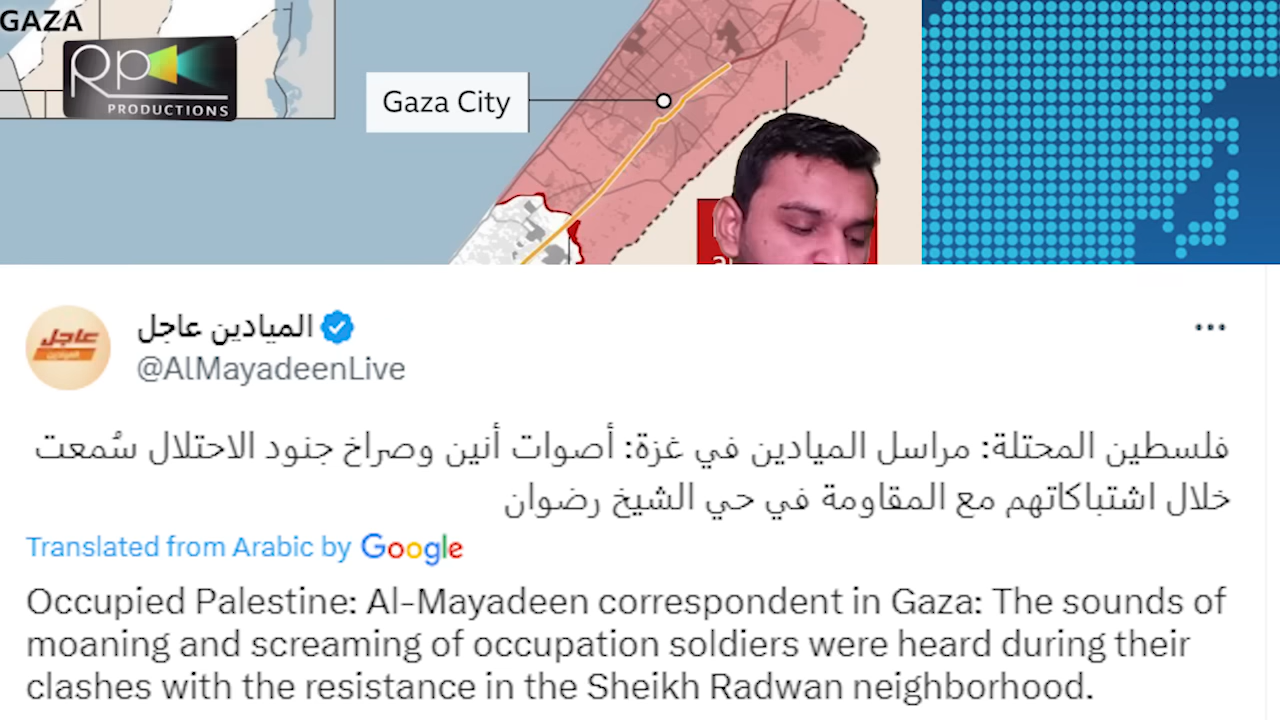 GAZA
Rp
PRODUCTIONS
Gaza City
الميادين عاجل
@AlMayadeenLive
عاجل
الميادين
فلسطين المحتلة: مراسل الميادين في غزة: أصوات أنين وصراخ جنود الاحتلال سُمعت
خلال اشتباكاتهم مع المقاومة في حي الشيخ رضوان
Translated from Arabic by Google
Occupied Palestine: Al-Mayadeen correspondent in Gaza: The sounds of
moaning and screaming of occupation soldiers were heard during their
clashes with the resistance in the Sheikh Radwan neighborhood.